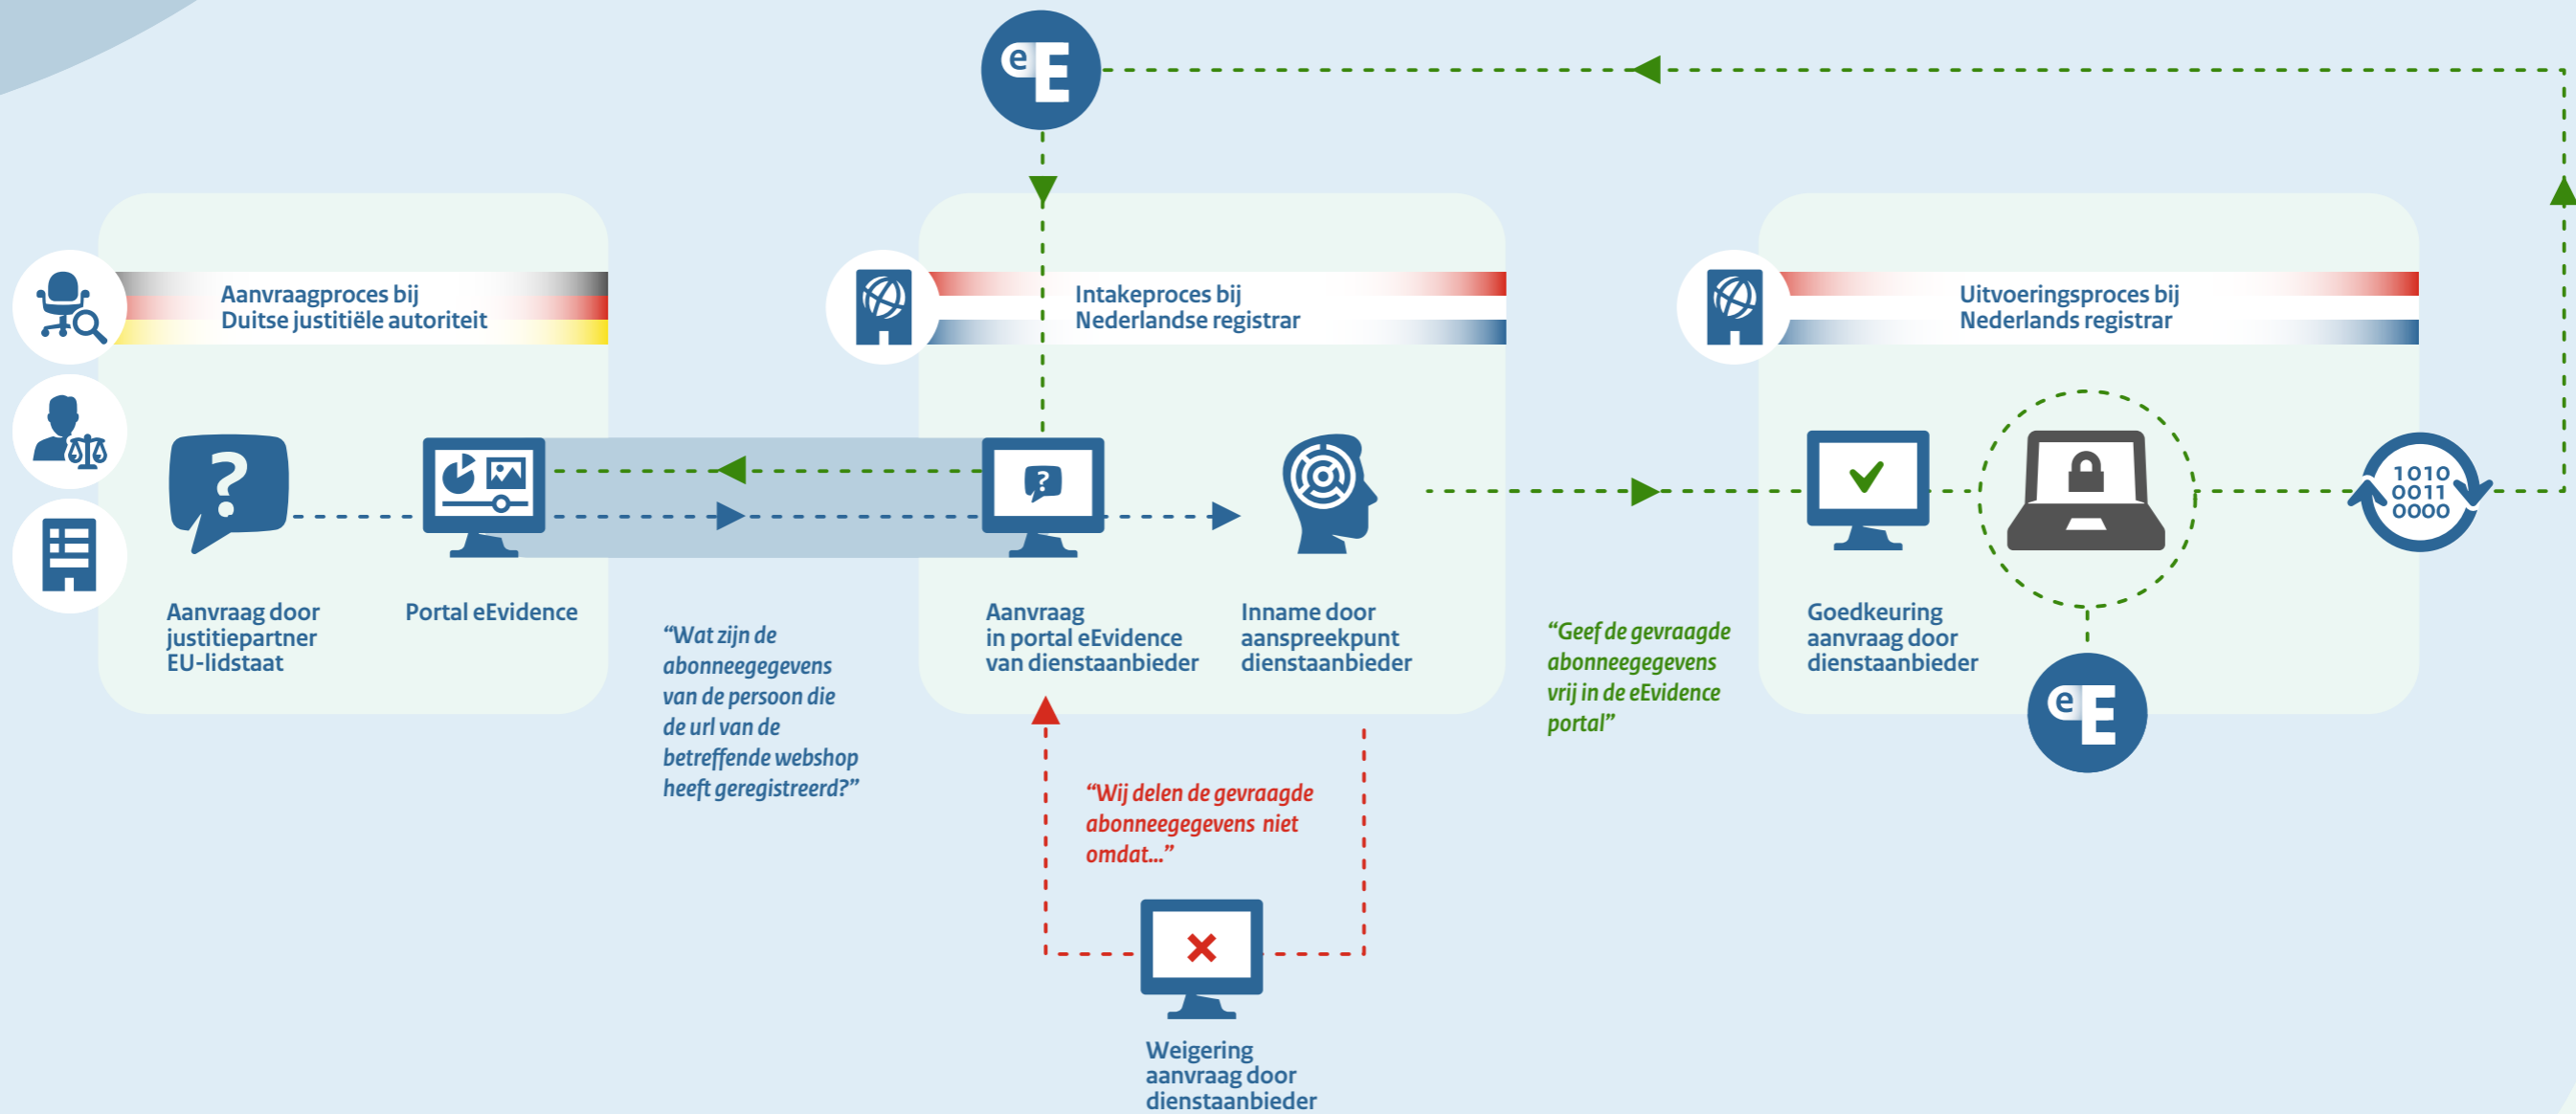 eE
Aanvraagproces bij
Duitse justitiële autoriteit
Intakeproces bij
Nederlandse registrar
Uitvoeringsproces bij
Nederlands registrar
?
?
1010
0011
0000
Aanvraag door
justitiepartner
EU-lidstaat
Portal eEvidence
“Wat zijn de
abonneegegevens
van de persoon die
de url van de
betreffende webshop
heeft geregistreerd?”
Aanvraag
in portal eEvidence
van dienstaanbieder
Inname door
aanspreekpunt
dienstaanbieder
“Geef de gevraagde
abonneegegevens
vrij in de eEvidence
portal”
Goedkeuring
aanvraag door
dienstaanbieder
eE
“Wij delen de gevraagde
abonneegegevens niet
omdat...”
Weigering
aanvraag door
dienstaanbieder